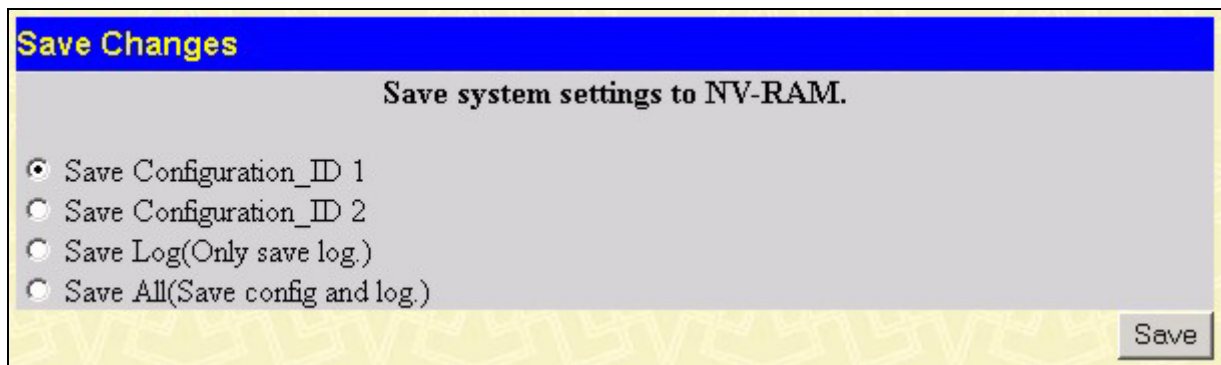 Save Changes
Save system settings to NV-RAM.
Save Configuration_ID 1
Save Configuration_ID 2
Save Log(Only save log.)
Save All(Save config and log.)
Save